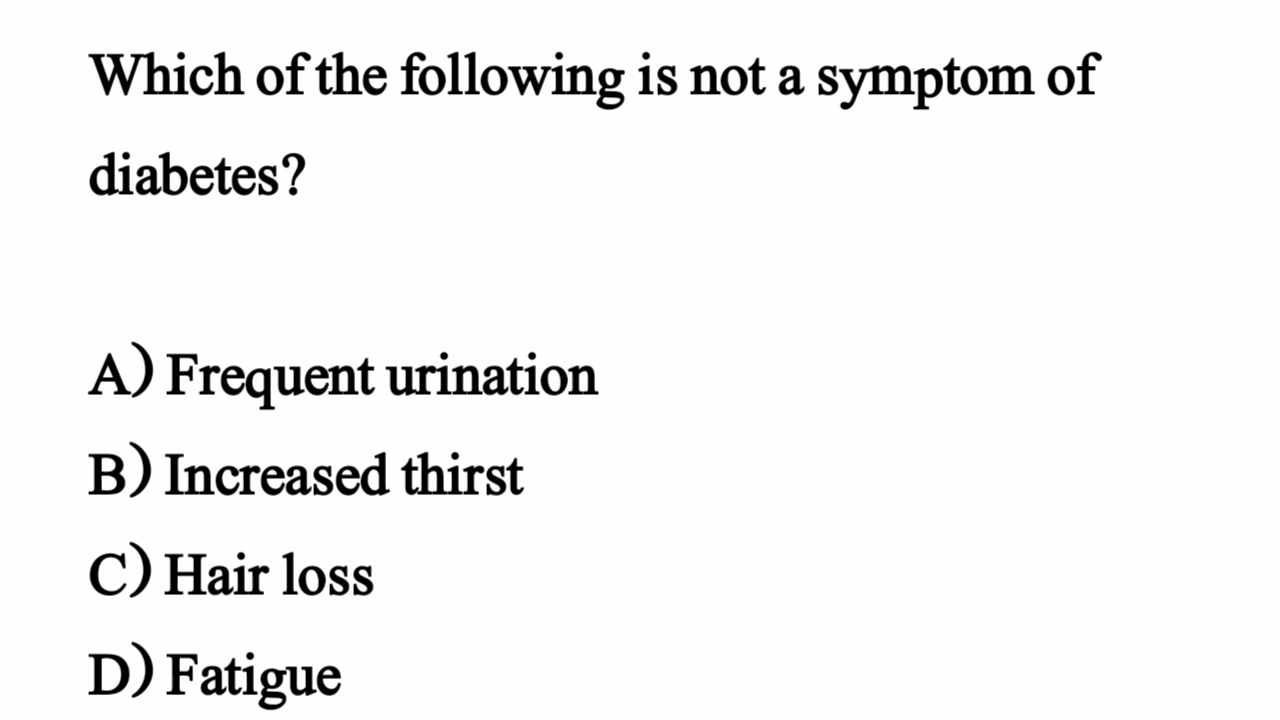 Which of the following is not a symptom of
diabetes?
A) Frequent urination
B) Increased thirst
C) Hair loss
D) Fatigue